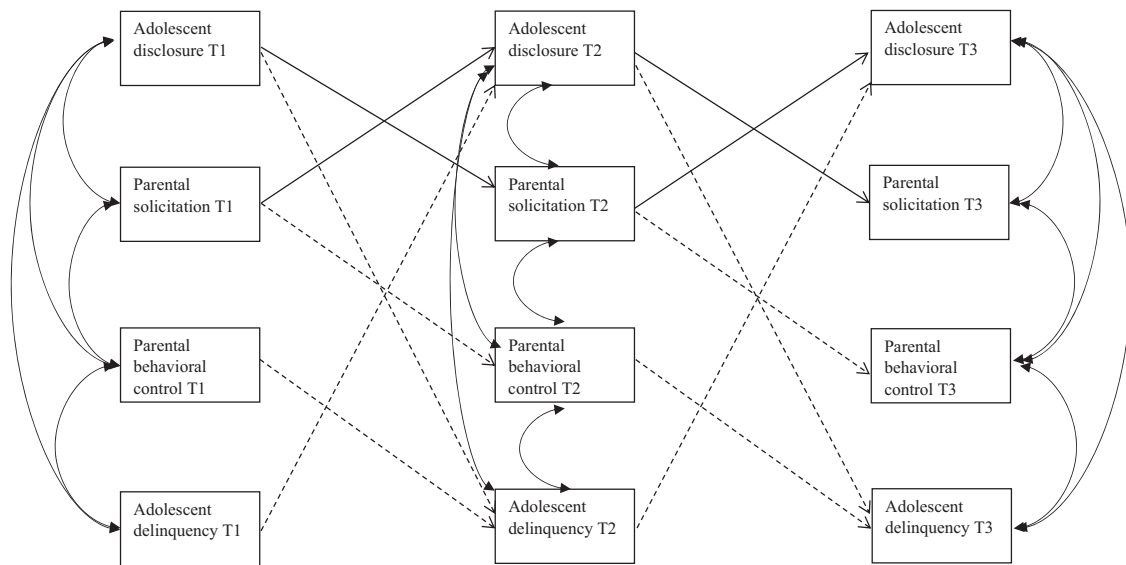 Adolescent
disclosure T1
Adolescent
disclosure T2
Adolescent
disclosure T3
Parental
solicitation T1
Parental
solicitation T2
Parental
solicitation T3
Parental
behavioral
control T1
Parental
behavioral
control T2
Parental
behavioral
control T3
Adolescent
delinquency T1
Adolescent
delinquency T2
Adolescent
delinquency T3